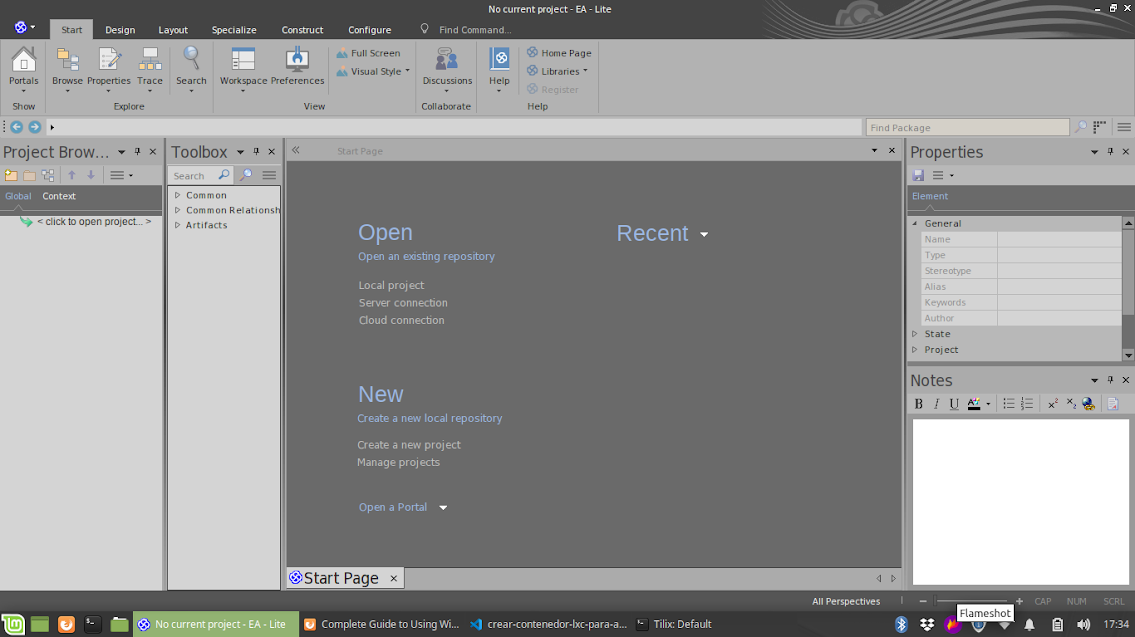 No current project - EA - Lite
Start Design Layout Specialize Construct Configure Find Command...
Portals Browse Properties Trace Search Workspace Preferences Full Screen Visual Style Discussions Help Home Page Libraries Register
Show Explore View Collaborate Help
Find Package
Project Brow...
Global Context
< click to open project... >
Toolbox
Search
Common
Common Relationsh
Artifacts
Start Page
Open
Open an existing repository
Local project
Server connection
Cloud connection
Recent
New
Create a new local repository
Create a new project
Manage projects
Open a Portal
Start Page
Properties
Element
General
Name
Type
Stereotype
Alias
Keywords
Author
State
Project
Notes
B I U A x² x₂
All Perspectives CAP NUM SCRL
Flameshot
No current project - EA - Lite Complete Guide to Using Wi... crear-contenedor-lxc-para-a... Tilix: Default 17:34